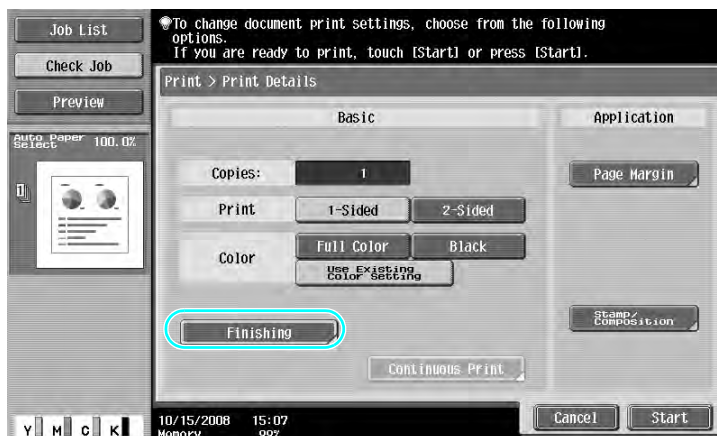 Job List
Check Job
Preview
Auto Paper Select 100.0%
1
To change document print settings, choose from the following
options.
If you are ready to print, touch [Start] or press [Start].
Print > Print Details
Basic
Application
Copies: 1
Page Margin
Print 1-Sided 2-Sided
Color Full Color Black
Use Existing
Color Setting
Finishing
Stamp/
Composition
Continuous Print
Cancel Start
Y M C K
10/15/2008 15:07
Memory 99%